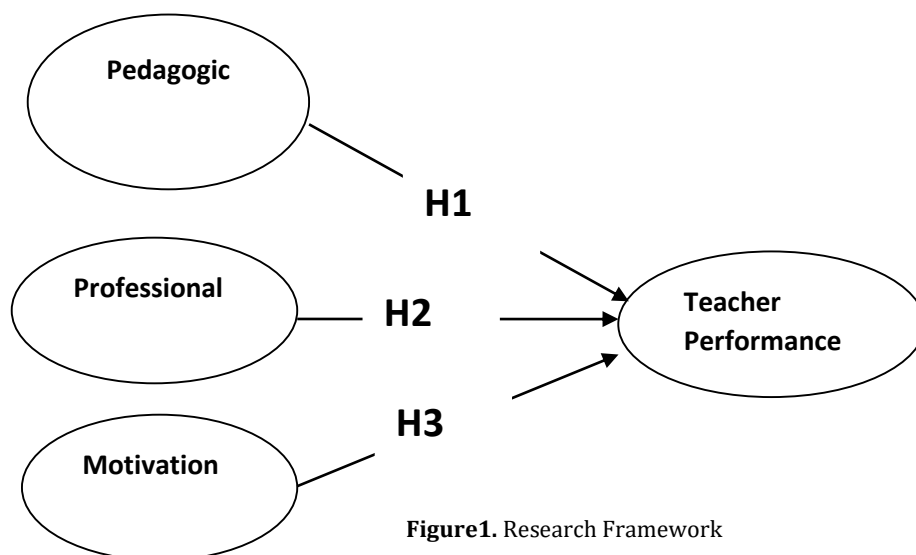 Pedagogic
H1
Professional
H2
Teacher
Performance
H3
Motivation
Figure1. Research Framework